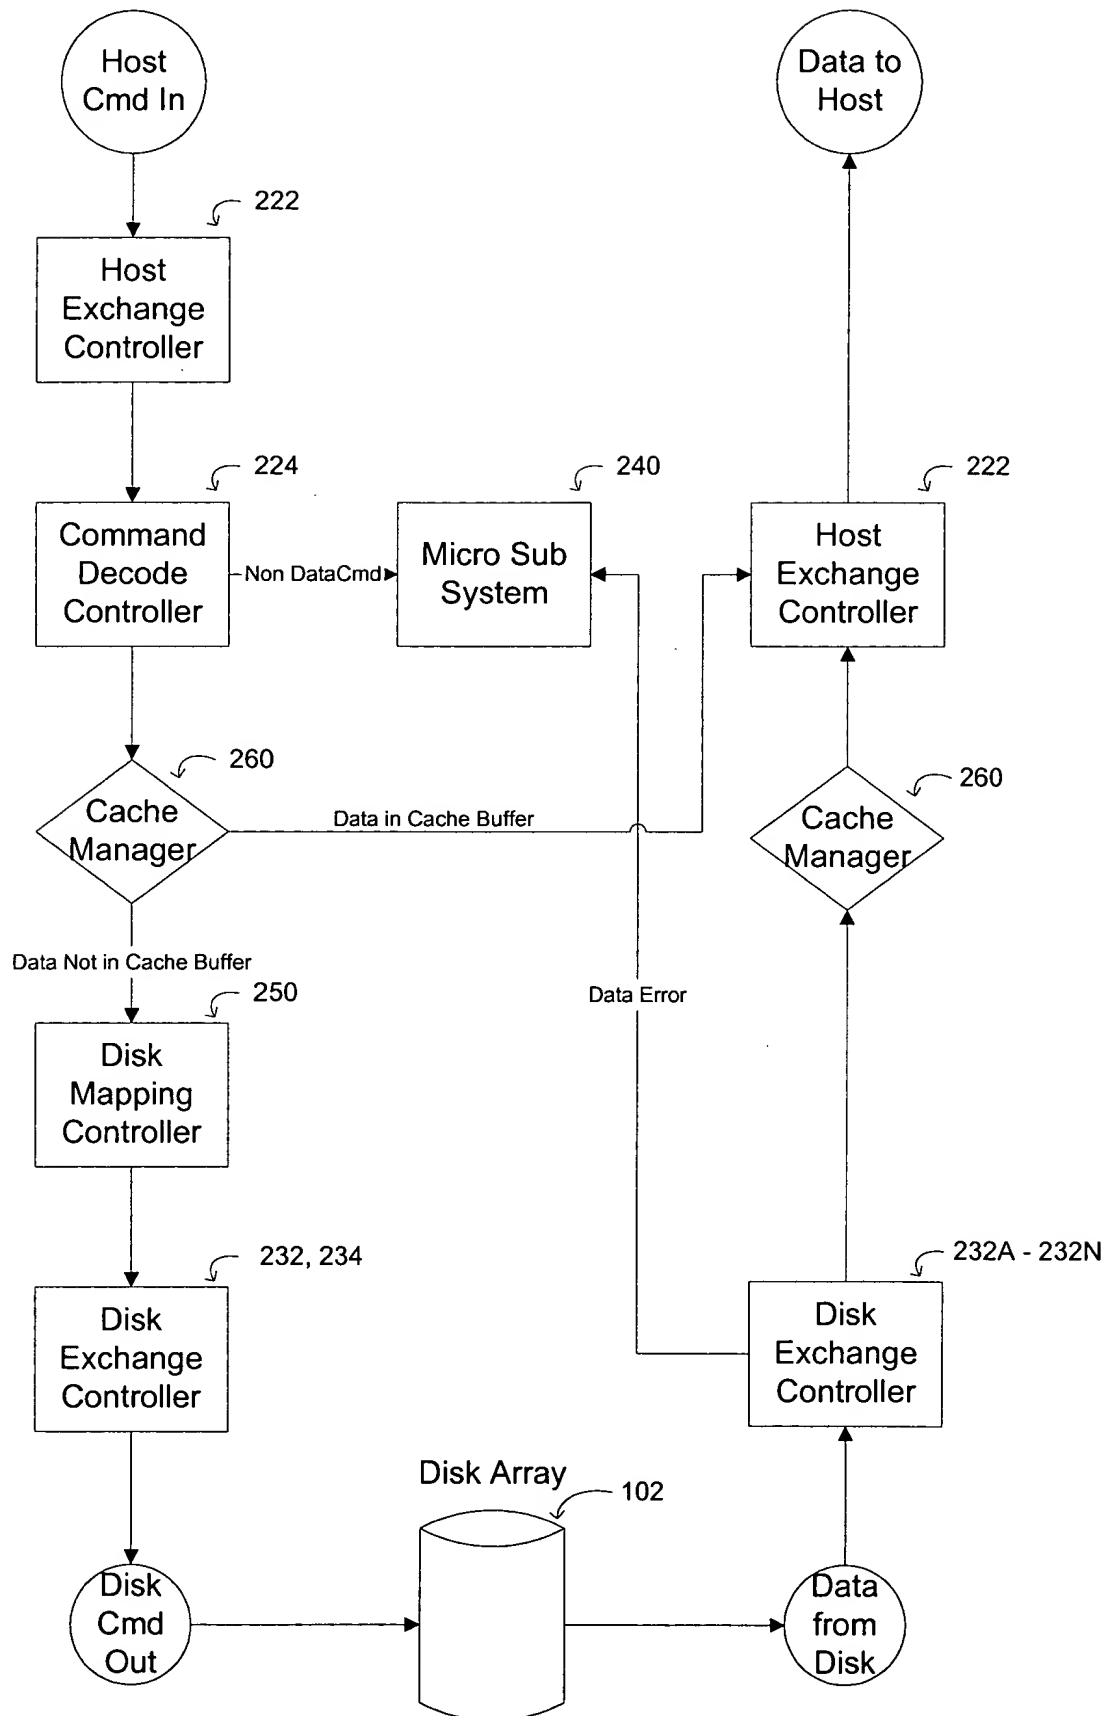 Host
Cmd In
Data to
Host
222
Host
Exchange
Controller
224
240
222
Command
Decode
Controller
Non DataCmd
Micro Sub
System
Host
Exchange
Controller
260
260
Cache
Manager
Data in Cache Buffer
Cache
Manager
Data Not in Cache Buffer
250
Data Error
Disk
Mapping
Controller
232, 234
232A - 232N
Disk
Exchange
Controller
Disk
Exchange
Controller
Disk Array
102
Disk
Cmd
Out
Data
from
Disk